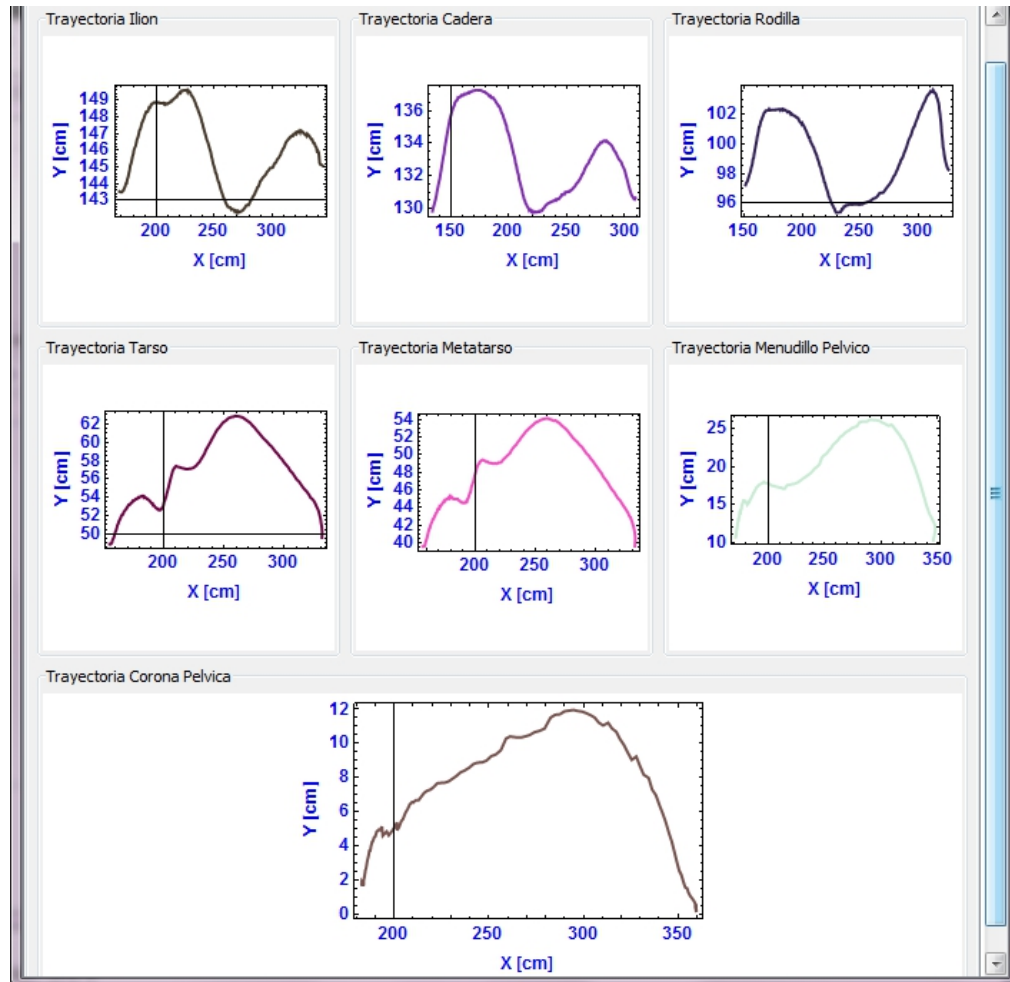 Trayectoria Ilion
149
148
147
146
145
144
143
Y [cm]
200 250 300
X [cm]
Trayectoria Cadera
136
134
132
130
Y [cm]
150 200 250 300
X [cm]
Trayectoria Rodilla
102
100
98
96
Y [cm]
150 200 250 300
X [cm]
Trayectoria Tarso
62
60
58
56
54
52
50
Y [cm]
200 250 300
X [cm]
Trayectoria Metatarso
54
52
50
48
46
44
42
40
Y [cm]
200 250 300
X [cm]
Trayectoria Menudillo Pelvico
25
20
15
10
Y [cm]
200 250 300 350
X [cm]
Trayectoria Corona Pelvica
12
10
8
6
4
2
0
Y [cm]
200 250 300 350
X [cm]